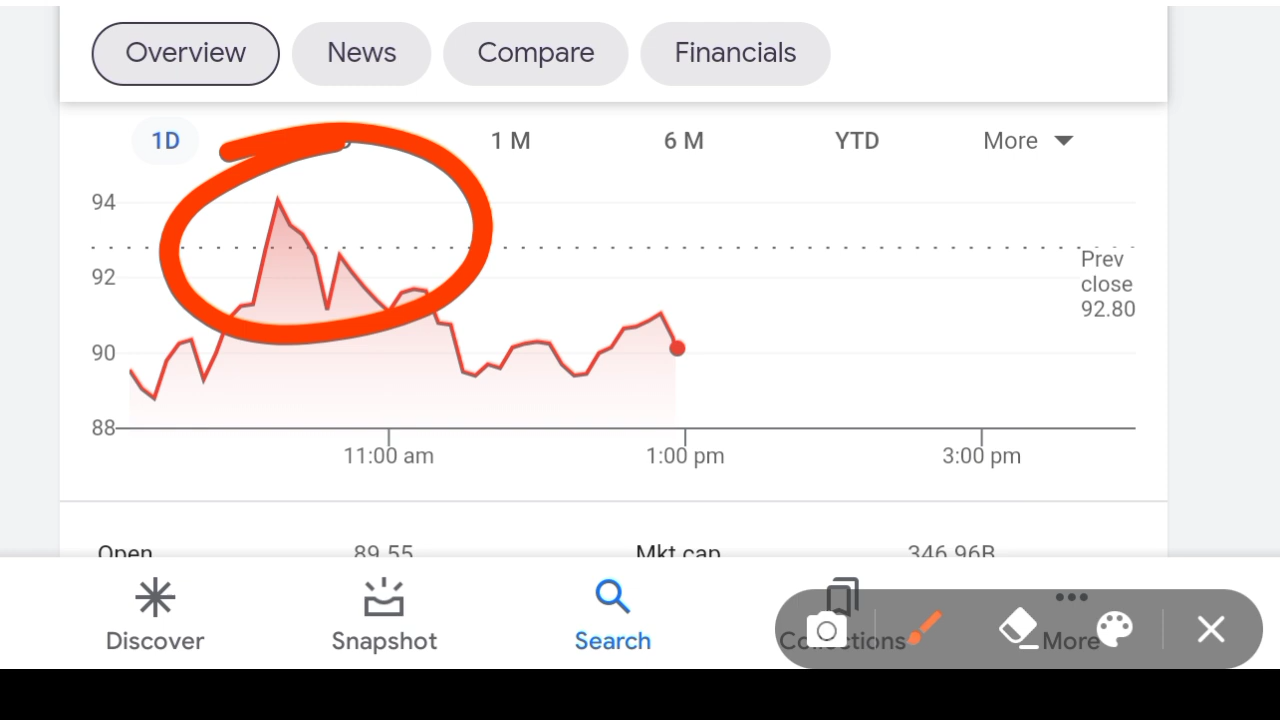 Overview News Compare Financials
1D 1 M 6 M YTD More
94
92
90
88
Prev
close
92.80
11:00 am 1:00 pm 3:00 pm
Open 89.55 Mkt cap 346.96B
Discover Snapshot Search Collections More